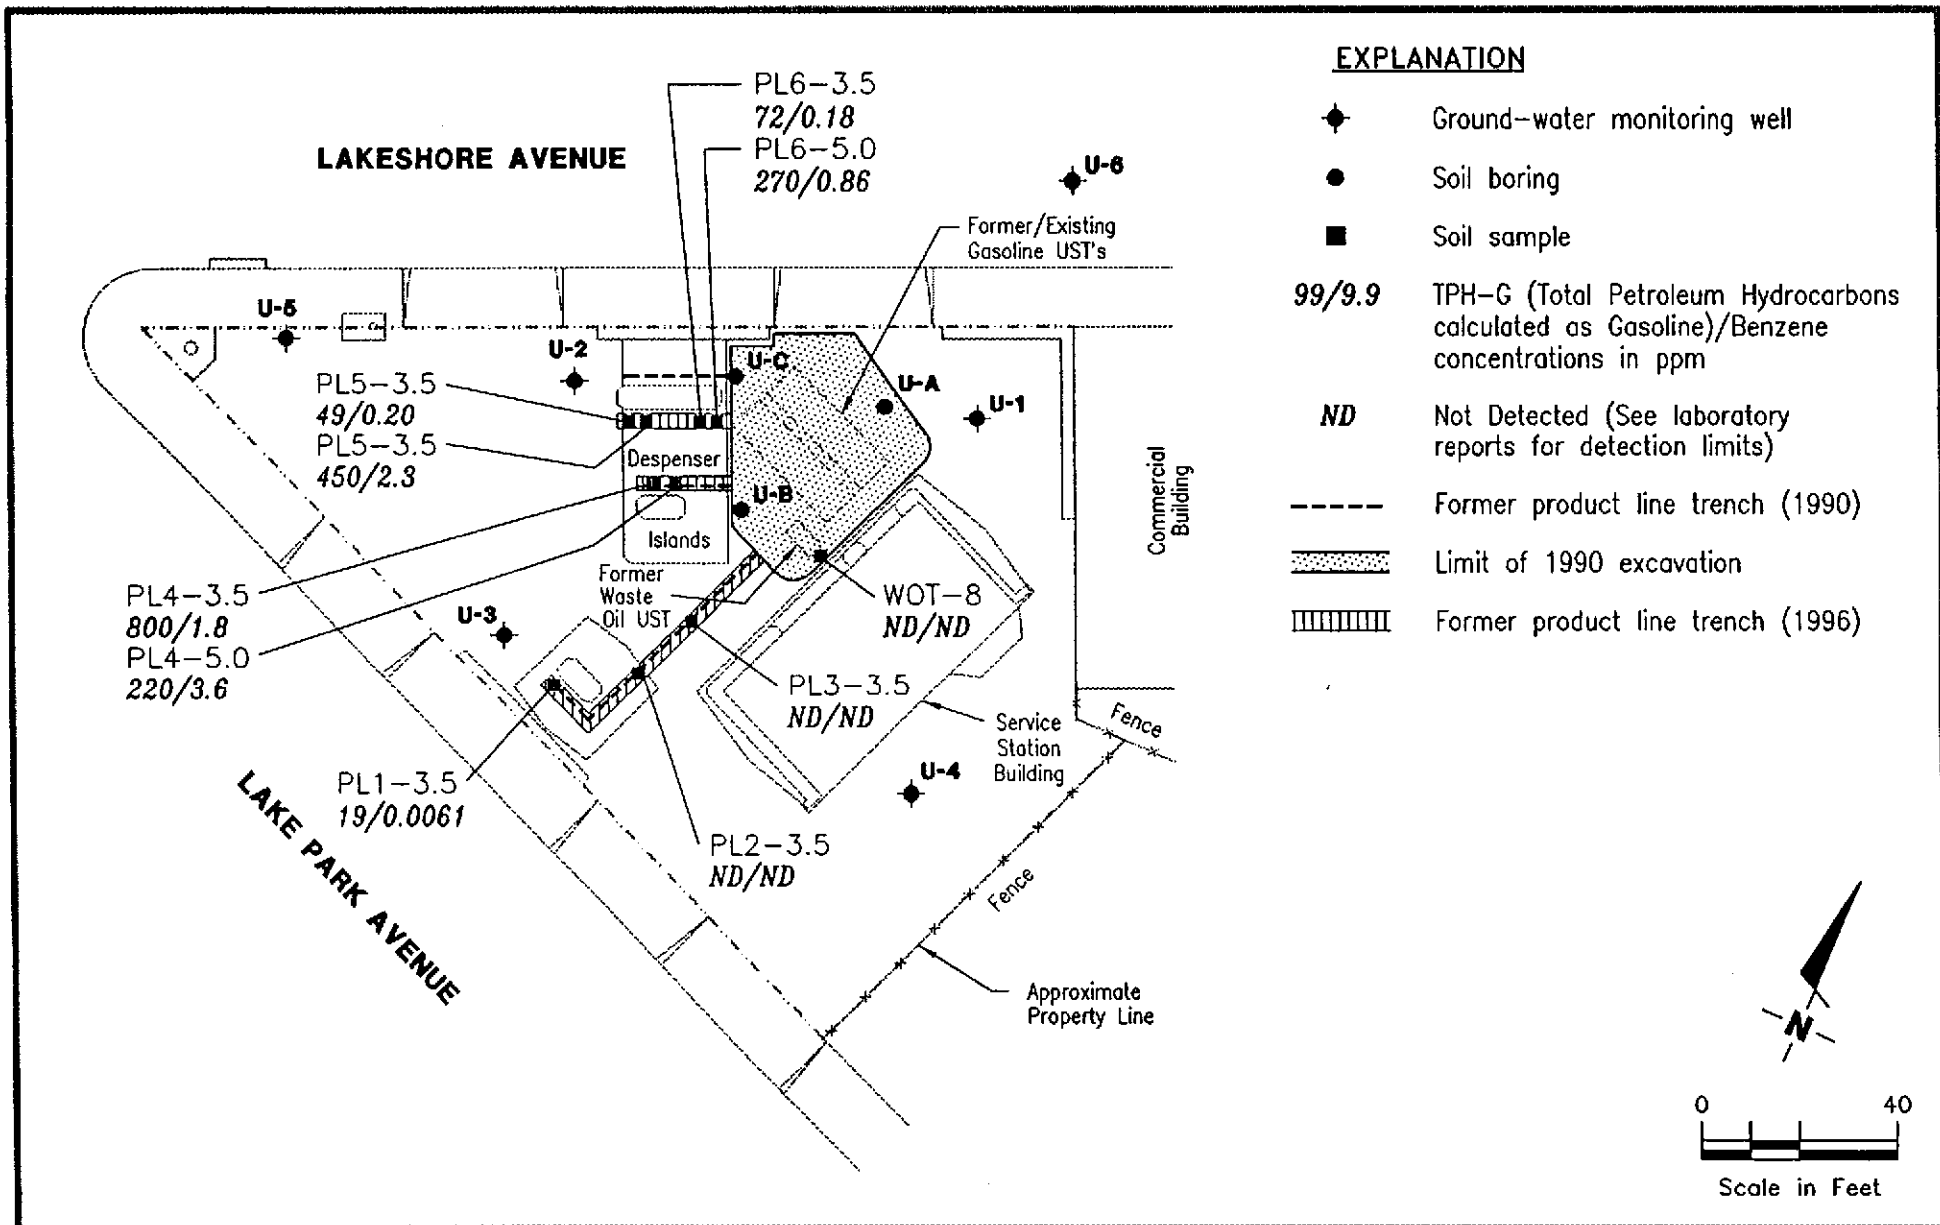 EXPLANATION
Ground-water monitoring well
Soil boring
Soil sample
99/9.9 TPH-G (Total Petroleum Hydrocarbons
calculated as Gasoline)/Benzene
concentrations in ppm
ND Not Detected (See laboratory
reports for detection limits)
Former product line trench (1990)
Limit of 1990 excavation
Former product line trench (1996)
LAKESHORE AVENUE
PL6-3.5
72/0.18
PL6-5.0
270/0.86
U-6
Former/Existing
Gasoline UST's
U-5
U-2
U-C
U-A
U-1
PL5-3.5
49/0.20
PL5-3.5
450/2.3
Despenser
U-B
Islands
Commercial
Building
Former
Waste
Oil UST
PL4-3.5
800/1.8
PL4-5.0
220/3.6
U-3
WOT-8
ND/ND
PL3-3.5
ND/ND
Service
Station
Building
Fence
U-4
PL1-3.5
19/0.0061
PL2-3.5
ND/ND
LAKE PARK AVENUE
Fence
Approximate
Property Line
N
0 40
Scale in Feet